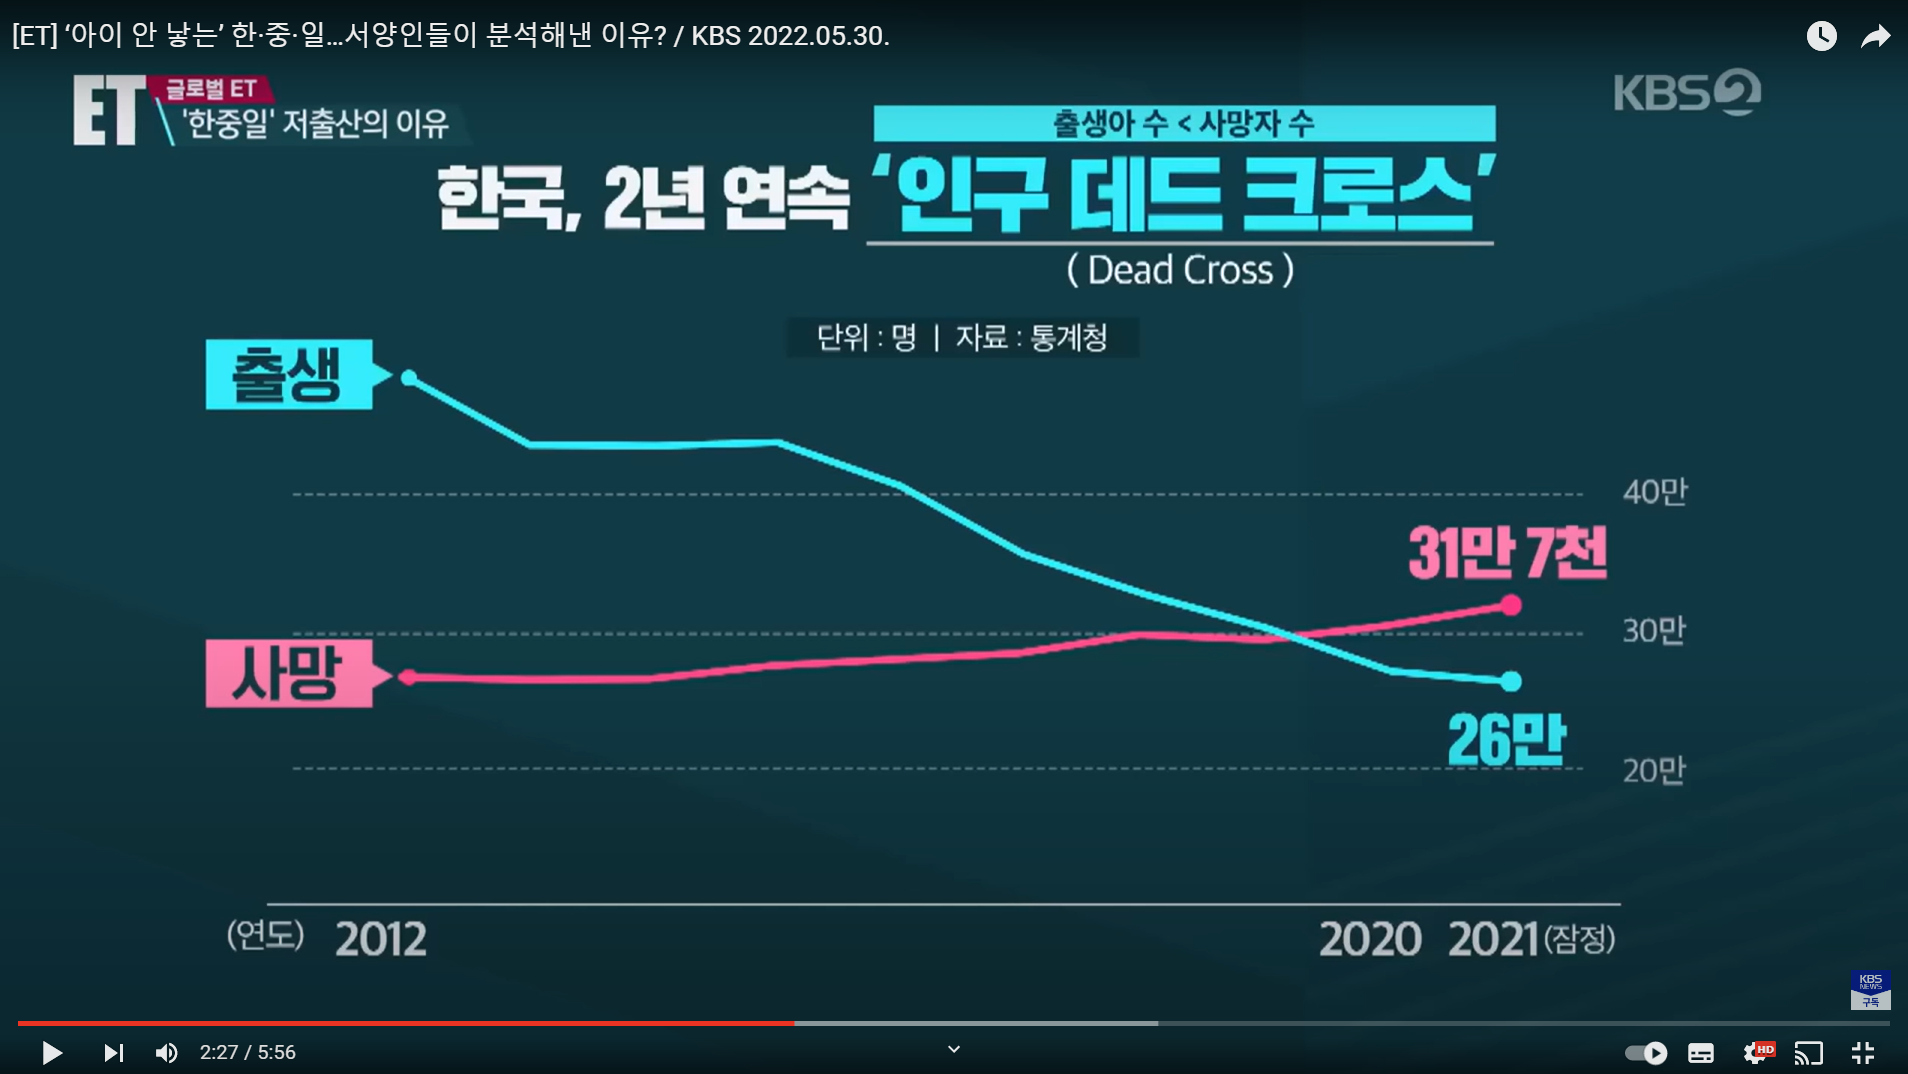 [ET] ‘아이 안 낳는’ 한·중·일…서양인들이 분석해낸 이유? / KBS 2022.05.30.
ET
글로벌 ET
'한중일' 저출산의 이유
KBS2
출생아 수 < 사망자 수
한국, 2년 연속 ‘인구 데드 크로스’
( Dead Cross )
단위 : 명 | 자료 : 통계청
출생
40만
31만 7천
30만
사망
26만
20만
(연도) 2012 2020 2021(잠정)
KBS
NEWS
구독
2:27 / 5:56
HD